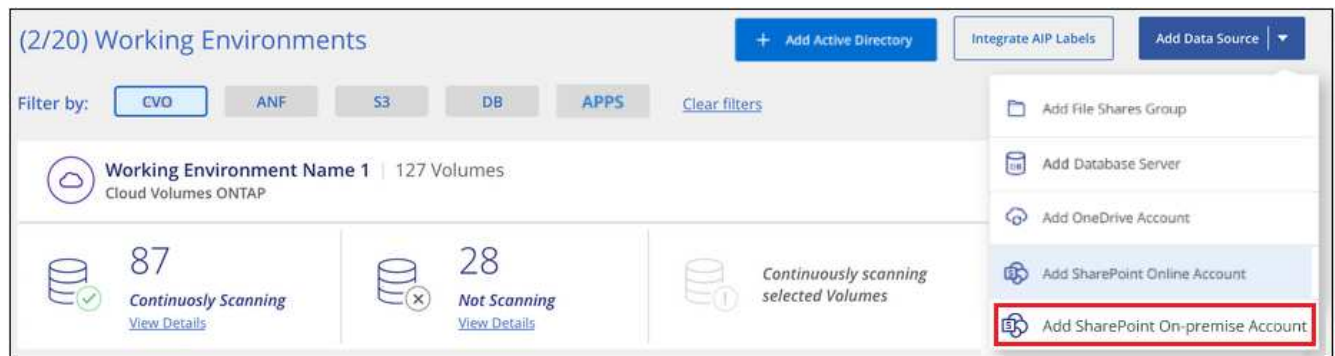 (2/20) Working Environments
+ Add Active Directory
Integrate AIP Labels
Add Data Source
Filter by:
CVO
ANF
S3
DB
APPS
Clear filters
Working Environment Name 1 | 127 Volumes
Cloud Volumes ONTAP
87
Continuosly Scanning
View Details
28
Not Scanning
View Details
Continuously scanning
selected Volumes
Add File Shares Group
DB
Add Database Server
Add OneDrive Account
S
Add SharePoint Online Account
S
Add SharePoint On-premise Account